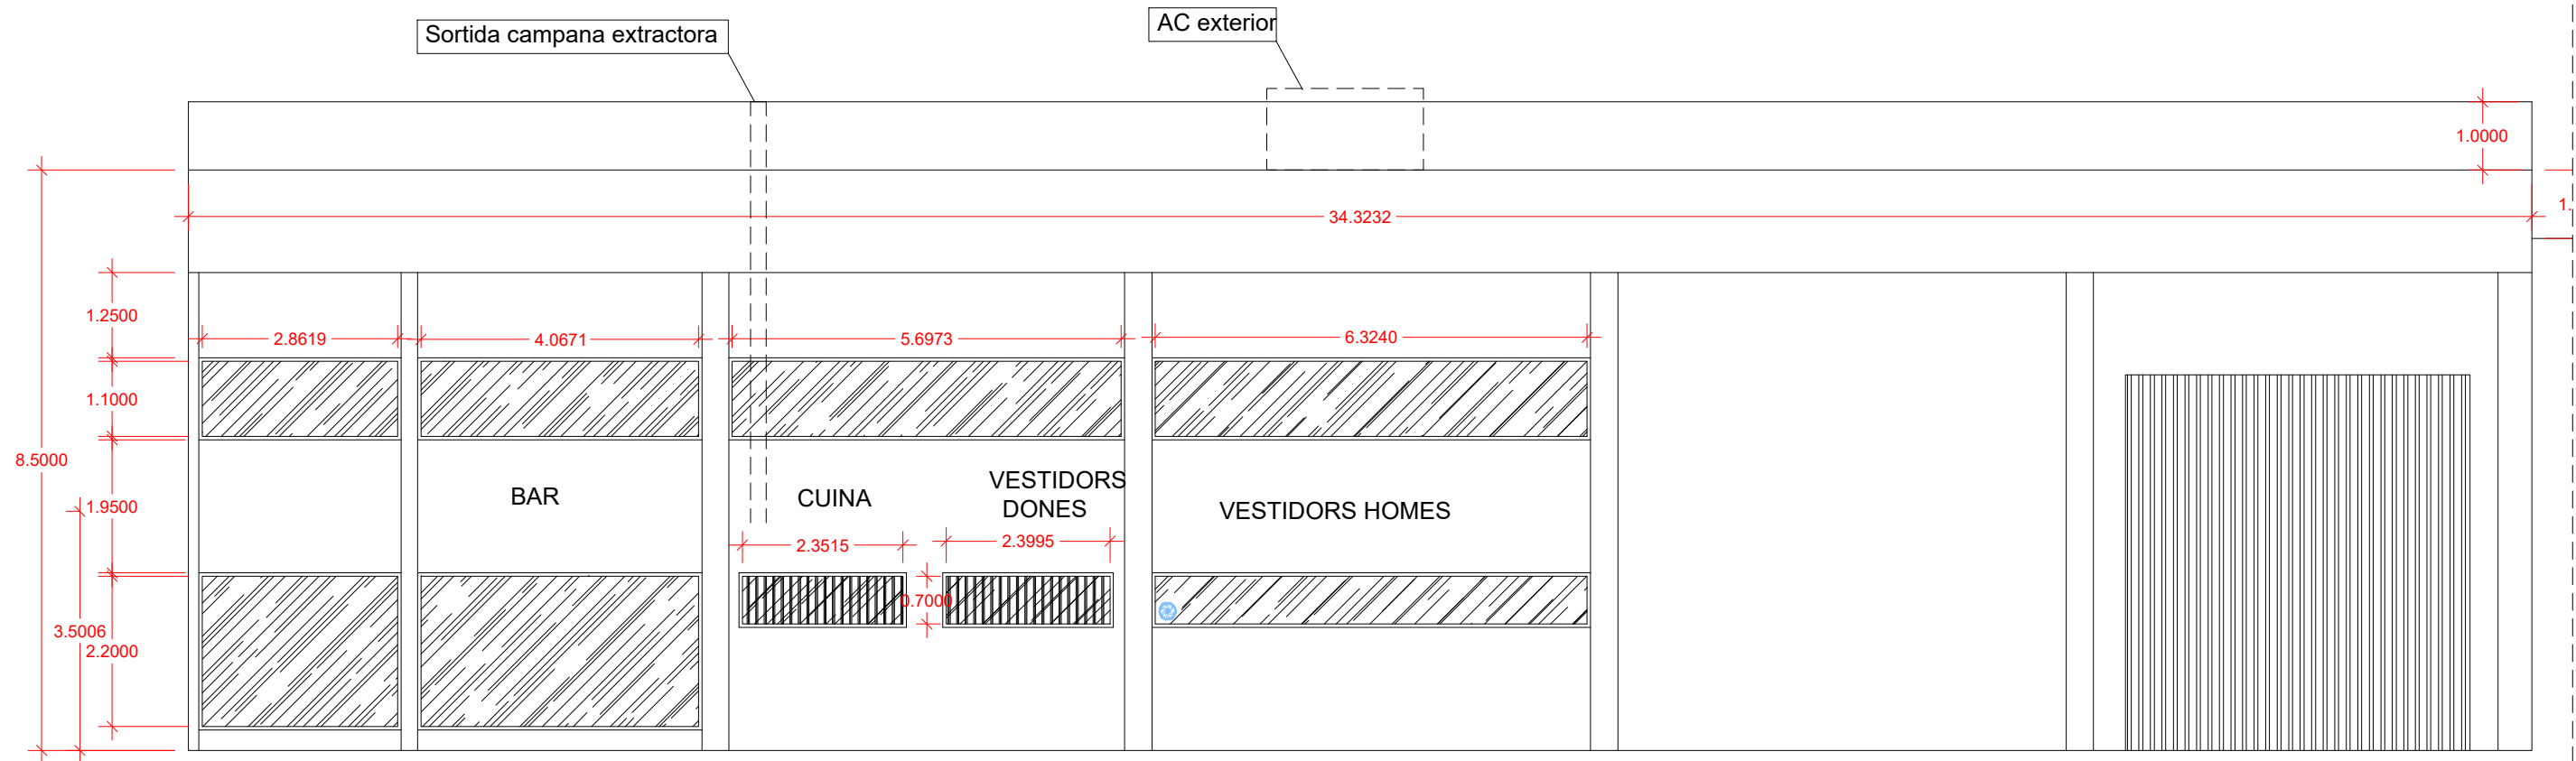 Sortida campana extractora
AC exterior
1.0000
34.3232
1.
1.2500
2.8619
4.0671
5.6973
6.3240
1.1000
8.5000
1.9500
BAR
CUINA
VESTIDORS
DONES
VESTIDORS HOMES
2.3515
2.3995
0.7000
3.5006
2.2000